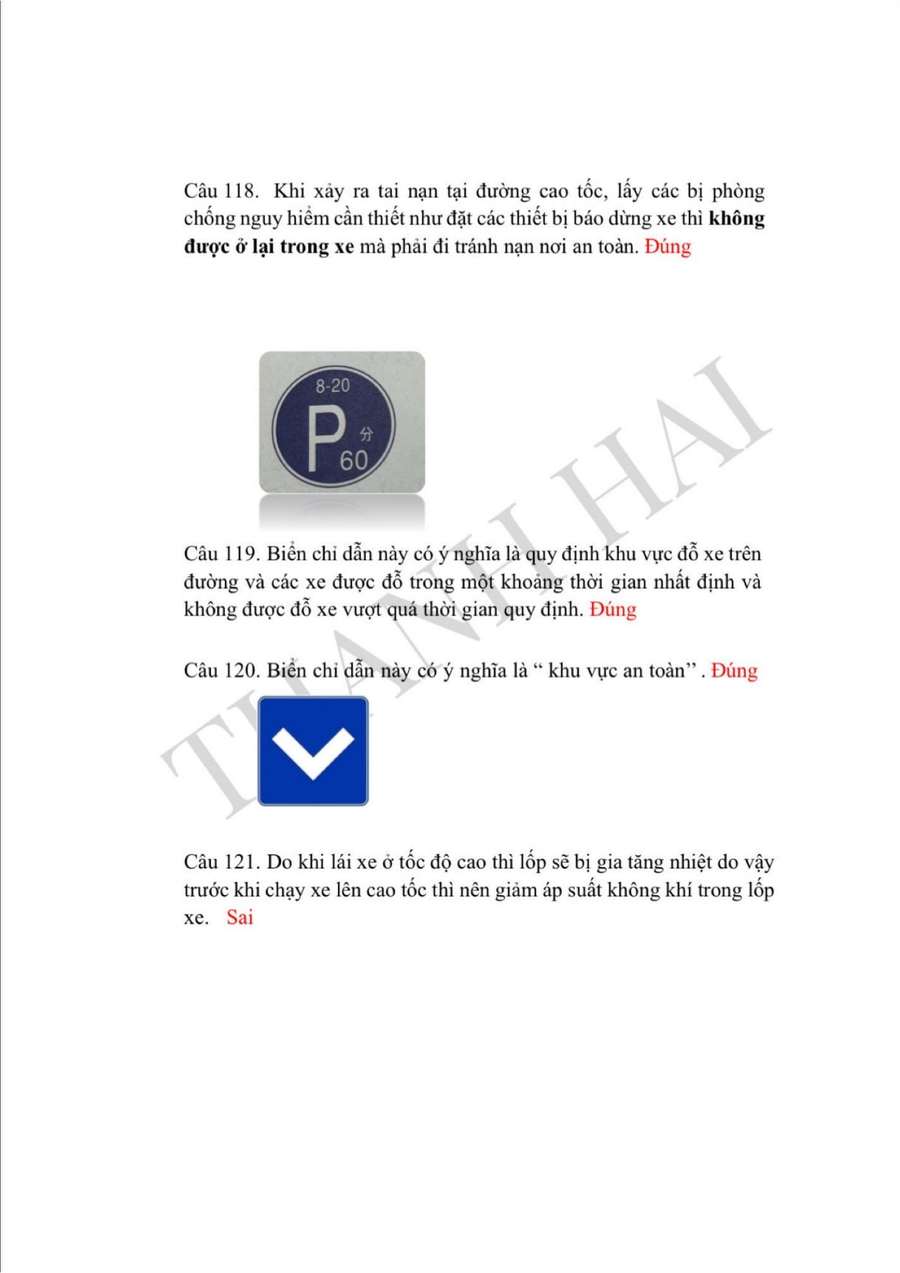 Câu 118. Khi xảy ra tai nạn tại đường cao tốc, lấy các bị phòng
chống nguy hiểm cần thiết như đặt các thiết bị báo dừng xe thì không
được ở lại trong xe mà phải đi tránh nạn nơi an toàn. Đúng
8-20
P 分
60
Câu 119. Biển chỉ dẫn này có ý nghĩa là quy định khu vực đỗ xe trên
đường và các xe được đỗ trong một khoảng thời gian nhất định và
không được đỗ xe vượt quá thời gian quy định. Đúng
THANH HAI
Câu 120. Biển chỉ dẫn này có ý nghĩa là “ khu vực an toàn’’ . Đúng
Câu 121. Do khi lái xe ở tốc độ cao thì lốp sẽ bị gia tăng nhiệt do vậy
trước khi chạy xe lên cao tốc thì nên giảm áp suất không khí trong lốp
xe. Sai